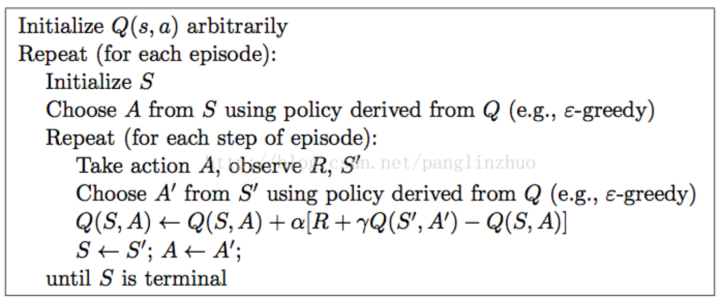 Initialize Q(s, a) arbitrarily
Repeat (for each episode):
Initialize S
Choose A from S using policy derived from Q (e.g., ε-greedy)
Repeat (for each step of episode):
Take action A, observe R, S′
Choose A′ from S′ using policy derived from Q (e.g., ε-greedy)
Q(S, A) ← Q(S, A) + α[R + γQ(S′, A′) − Q(S, A)]
S ← S′; A ← A′;
until S is terminal